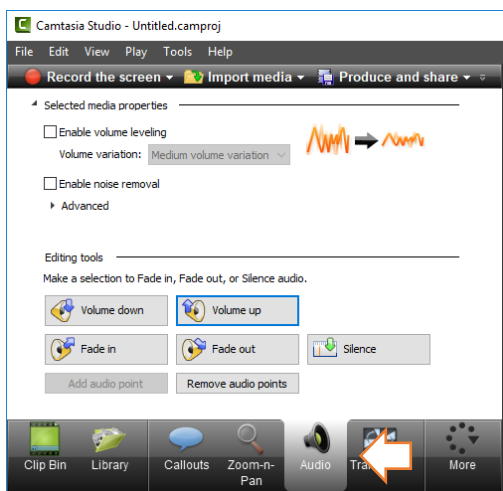 Camtasia Studio - Untitled.camproj
File Edit View Play Tools Help
Record the screen Import media Produce and share
Selected media properties
Enable volume leveling
Volume variation: Medium volume variation
Enable noise removal
Advanced
Editing tools
Make a selection to Fade in, Fade out, or Silence audio.
Volume down Volume up
Fade in Fade out Silence
Add audio point Remove audio points
Clip Bin Library Callouts Zoom-n-Pan Audio More